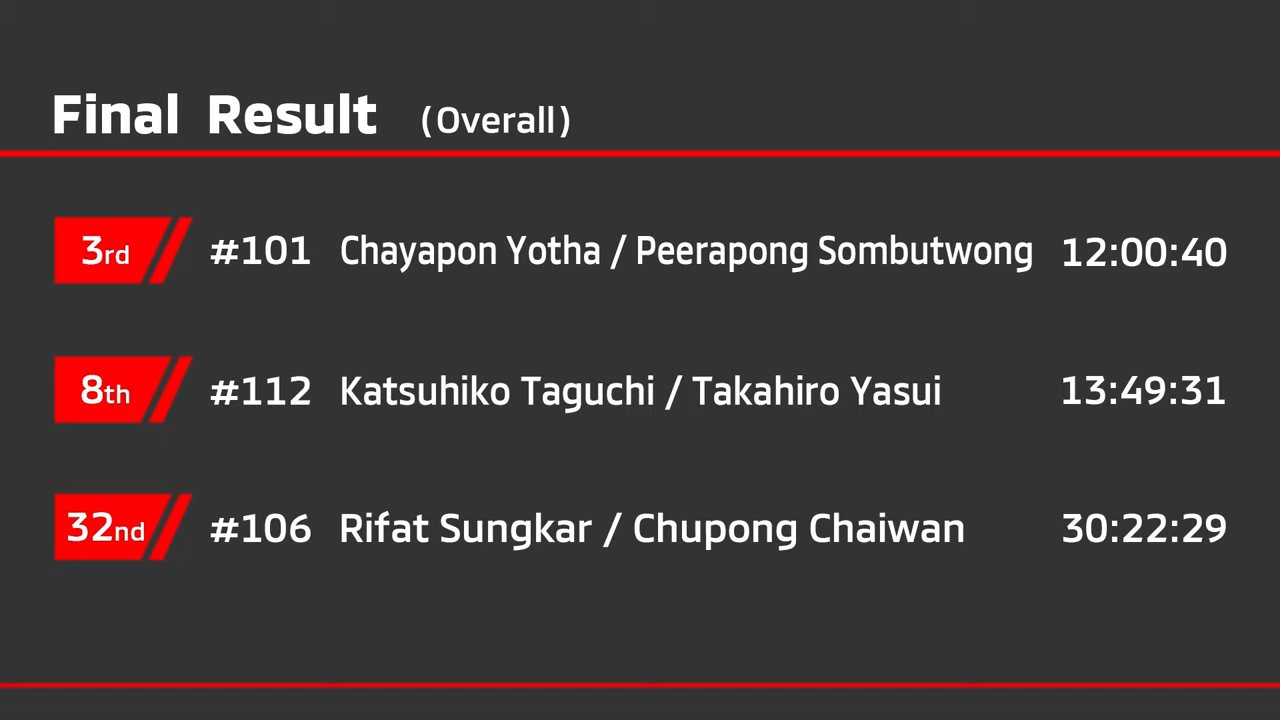 Final Result (Overall)
3rd #101 Chayapon Yotha / Peerapong Sombutwong 12:00:40
8th #112 Katsuhiko Taguchi / Takahiro Yasui 13:49:31
32nd #106 Rifat Sungkar / Chupong Chaiwan 30:22:29